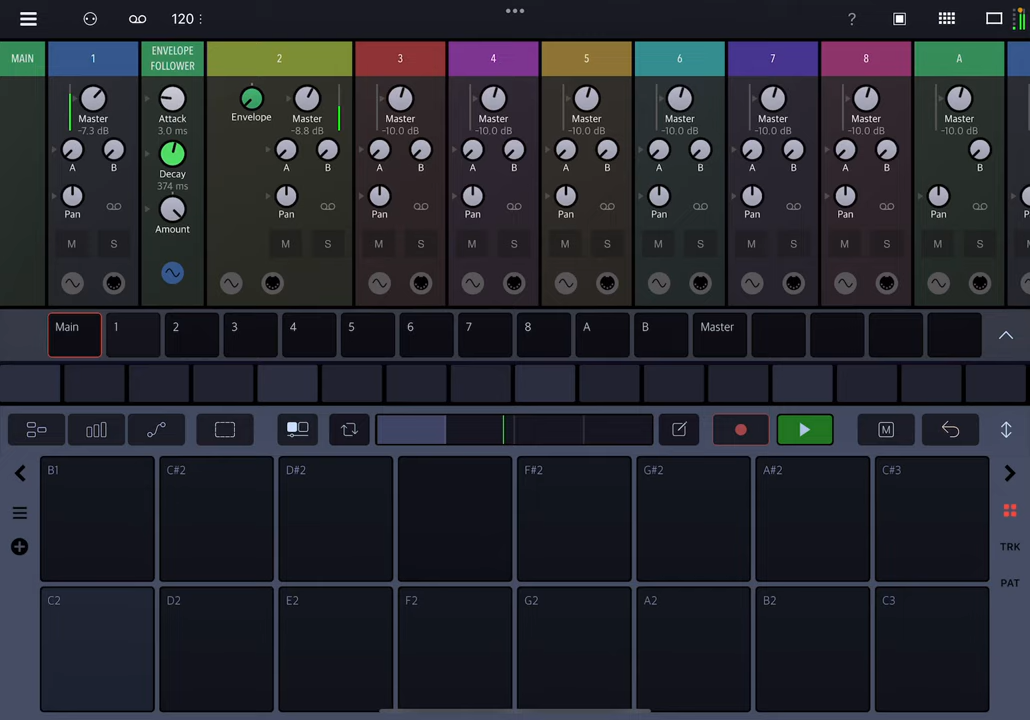 120
?
MAIN
1
ENVELOPE
FOLLOWER
2
3
4
5
6
7
8
A
Master
-7.3 dB
A
B
Pan
M
S
Attack
3.0 ms
Decay
374 ms
Amount
Envelope
Master
-8.8 dB
A
B
Pan
M
S
Master
-10.0 dB
A
B
Pan
M
S
Master
-10.0 dB
A
B
Pan
M
S
Master
-10.0 dB
A
B
Pan
M
S
Master
-10.0 dB
A
B
Pan
M
S
Master
-10.0 dB
A
B
Pan
M
S
Master
-10.0 dB
A
B
Pan
M
S
Master
-10.0 dB
B
Pan
M
S
Main
1
2
3
4
5
6
7
8
A
B
Master
M
B1
C#2
D#2
F#2
G#2
A#2
C#3
TRK
PAT
C2
D2
E2
F2
G2
A2
B2
C3